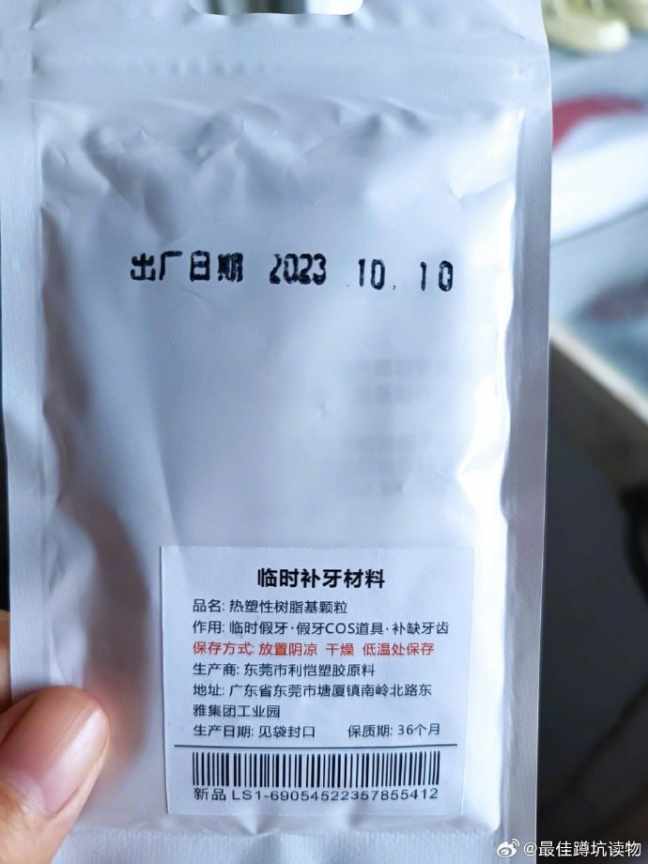 出厂日期 2023 10. 10
临时补牙材料
品名: 热塑性树脂基颗粒
作用: 临时假牙·假牙COS道具·补缺牙齿
保存方式: 放置阴凉 干燥 低温处保存
生产商: 东莞市利恺塑胶原料
地址: 广东省东莞市塘厦镇南岭北路东
雅集团工业园
生产日期: 见袋封口 保质期: 36个月
新品 LS1-69054522357855412
@最佳蹲坑读物